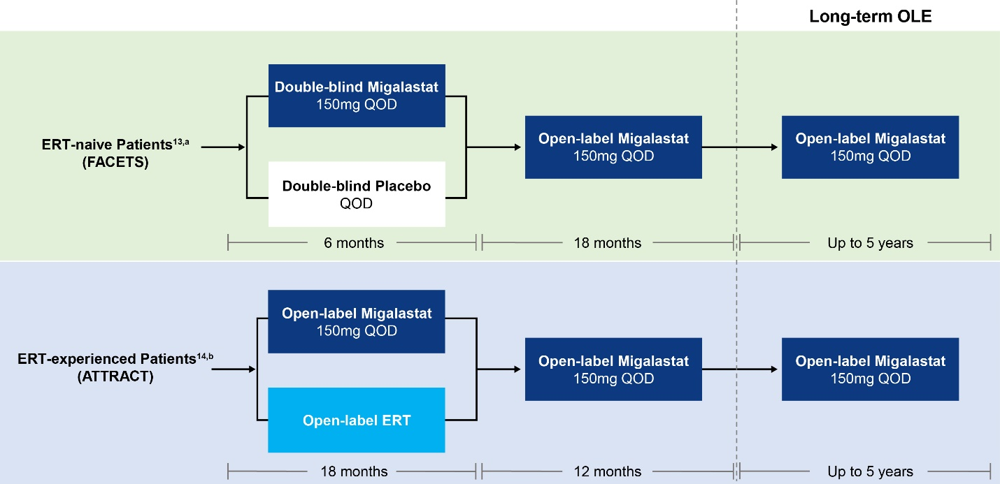 Long-term OLE
Double-blind Migalastat
150mg QOD
ERT-naive Patients13,a
(FACETS)
Double-blind Placebo
QOD
Open-label Migalastat
150mg QOD
Open-label Migalastat
150mg QOD
6 months
18 months
Up to 5 years
Open-label Migalastat
150mg QOD
ERT-experienced Patients14,b
(ATTRACT)
Open-label ERT
Open-label Migalastat
150mg QOD
Open-label Migalastat
150mg QOD
18 months
12 months
Up to 5 years